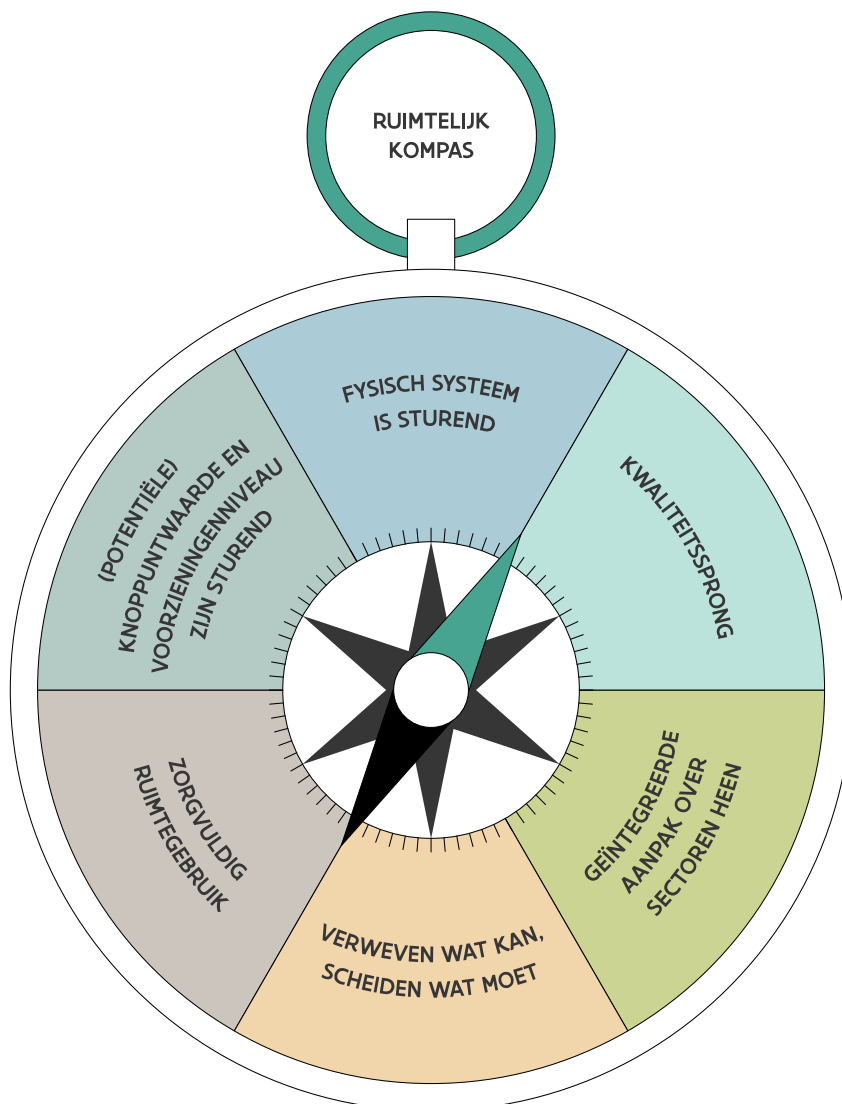 RUIMTELIJK
KOMPAS
FYSISCH SYSTEEM
IS STUREND
KWALITEITSSPRONG
GEÏNTEGREERDE
AANPAK OVER
SECTOREN HEEN
VERWEVEN WAT KAN,
SCHEIDEN WAT MOET
ZORGVULDIG
RUIMTEGEBRUIK
(POTENTIËLE)
KNOPPUNTWAARDE EN
VOORZIENINGENNIVEAU
ZIJN STUREND